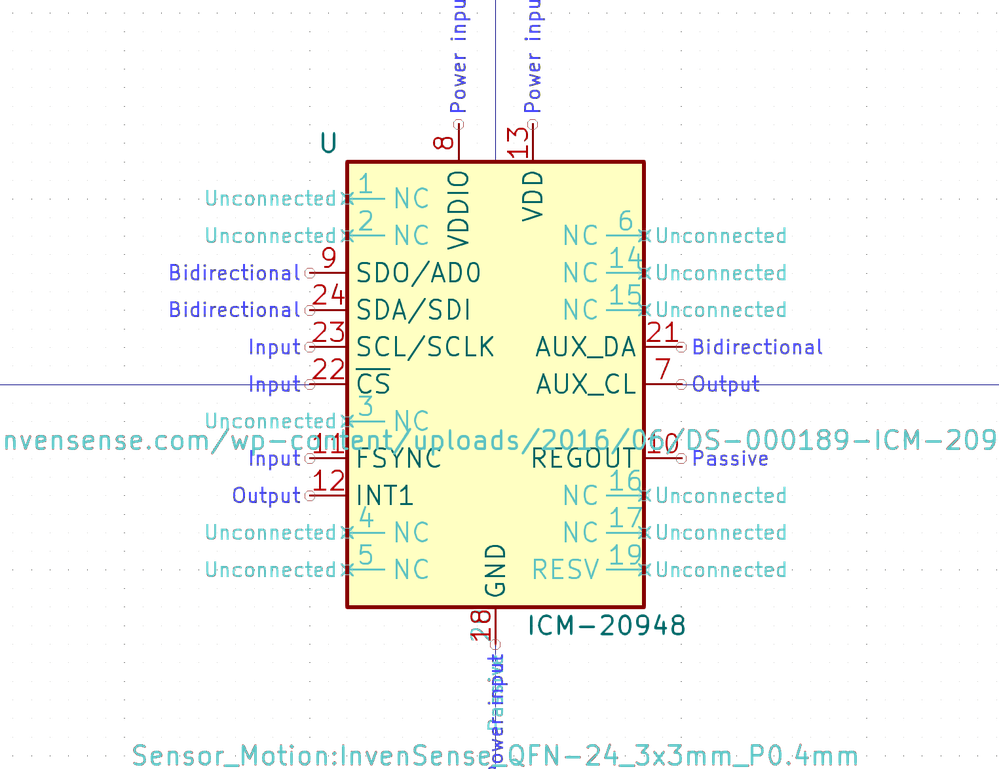 Power inpu
Power inpu
U
8
13
VDDIO
VDD
Unconnected 1 NC
Unconnected 2 NC
NC 6 Unconnected
Bidirectional 9 SDO/AD0
NC 14 Unconnected
Bidirectional 24 SDA/SDI
NC 15 Unconnected
Input 23 SCL/SCLK
AUX_DA 21 Bidirectional
Input 22 CS
AUX_CL 7 Output
Unconnected 3 NC
nvensense.com/wp-content/uploads/2016/06/DS-000189-ICM-209
Input 11 FSYNC
REGOUT 10 Passive
Output 12 INT1
NC 16 Unconnected
Unconnected 4 NC
NC 17 Unconnected
Unconnected 5 NC
RESV 19 Unconnected
GND
18
ICM-20948
Passive
Power input
Sensor_Motion:InvenSense_QFN-24_3x3mm_P0.4mm